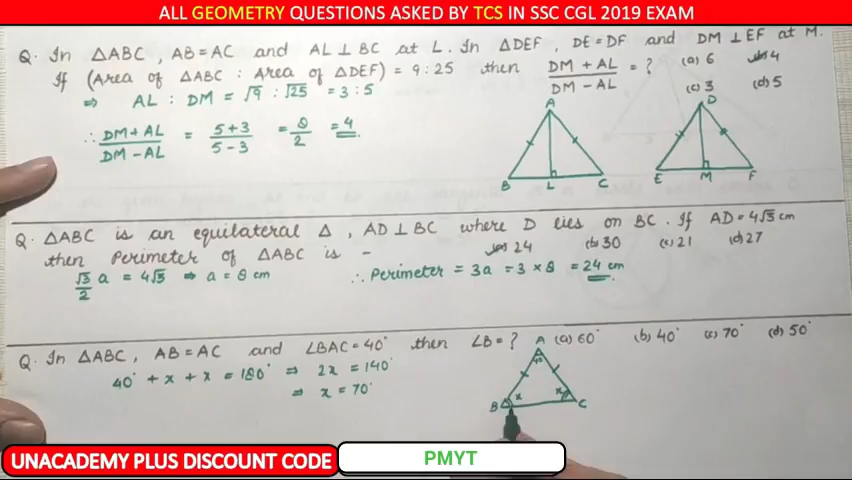 ALL GEOMETRY QUESTIONS ASKED BY TCS IN SSC CGL 2019 EXAM
Q. In △ABC, AB = AC and AL ⊥ BC at L. In △DEF, DE = DF and DM ⊥ EF at M.
If (Area of △ABC : Area of △DEF) = 9 : 25 then (DM + AL)/(DM − AL) = ? (a) 6 (b) 4
(c) 3 (d) 5
⇒ AL : DM = √9 : √25 = 3 : 5
∴ (DM + AL)/(DM − AL) = (5+3)/(5−3) = 8/2 = 4
A
B L C
D
E M F
Q. △ABC is an equilateral △, AD ⊥ BC where D lies on BC. If AD = 4√3 cm
then Perimeter of △ABC is − (a) 24 (b) 30 (c) 21 (d) 27
√3/2 a = 4√3 ⇒ a = 8 cm ∴ Perimeter = 3a = 3 × 8 = 24 cm
Q. In △ABC, AB = AC and ∠BAC = 40° then ∠B = ? (a) 60° (b) 40° (c) 70° (d) 50°
40° + x + x = 180° ⇒ 2x = 140°
⇒ x = 70°
A
40
B x x C
UNACADEMY PLUS DISCOUNT CODE PMYT